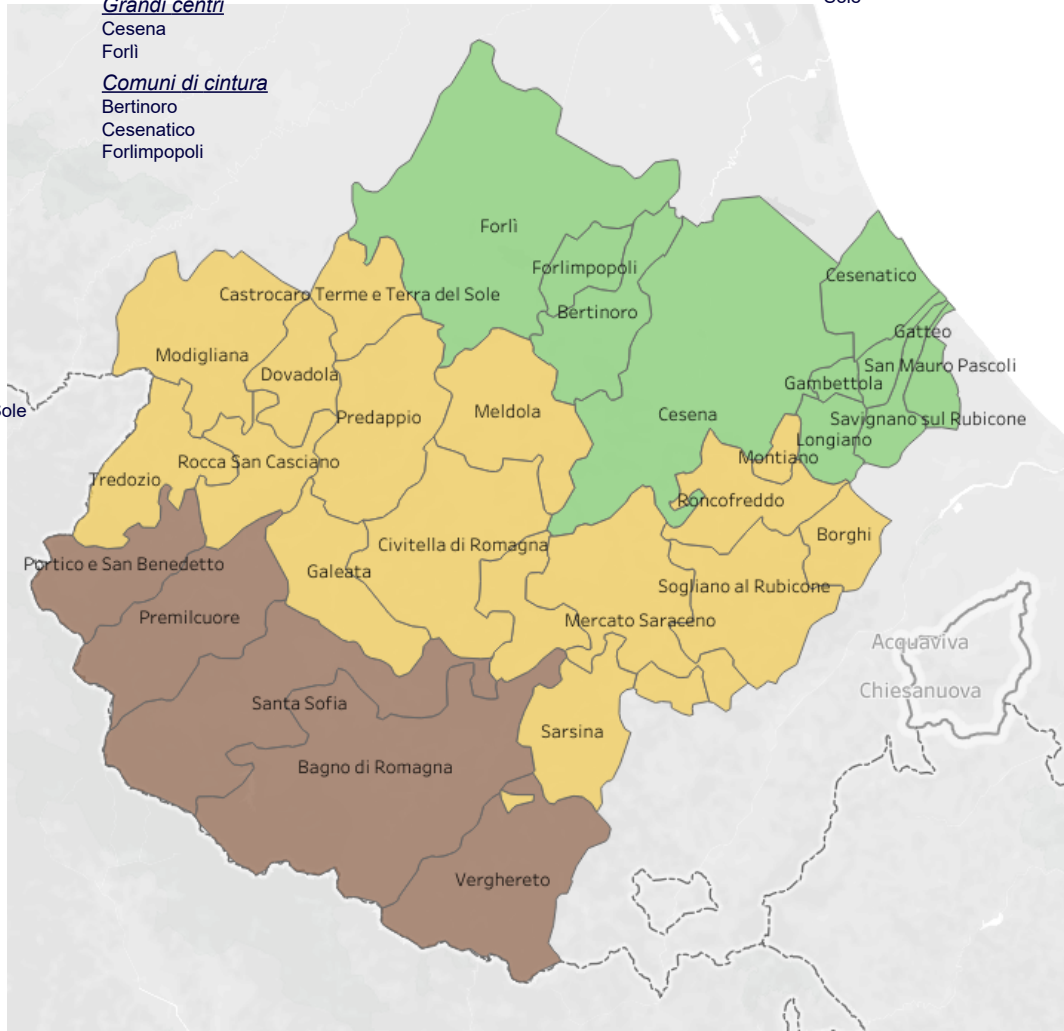 Grandi centri
Cesena
Forlì
Comuni di cintura
Bertinoro
Cesenatico
Forlimpopoli
Forlì
Forlimpopoli
Cesenatico
Castrocaro Terme e Terra del Sole
Bertinoro
Gatteo
Modigliana
San Mauro Pascoli
Dovadola
Gambettola
Meldola
Cesena
Predappio
Savignano sul Rubicone
Longiano
Montiano
Rocca San Casciano
Tredozio
Roncofreddo
Borghi
Civitella di Romagna
Portico e San Benedetto
Galeata
Sogliano al Rubicone
Premilcuore
Mercato Saraceno
Acquaviva
Chiesanuova
Santa Sofia
Sarsina
Bagno di Romagna
Verghereto